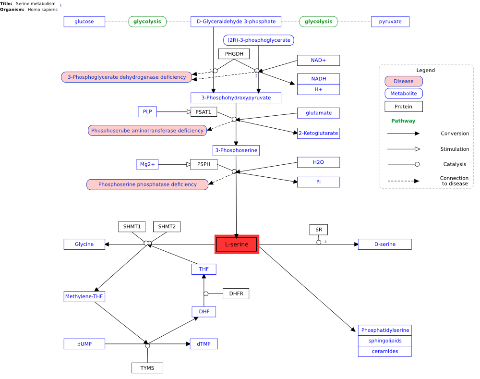 Title: Serine metabolism
Organism: Homo sapiens
glucose
glycolysis
D-Glyceraldehyde 3-phosphate
glycolysis
pyruvate
(2R)-3-phosphoglycerate
PHGDH
NAD+
3-Phosphoglycerate dehydrogenase deficiency
NADH
H+
3-Phosphohydroxypyruvate
PLP
PSAT1
glutamate
Phosphoserube aminotransferase deficiency
2-Ketoglutarate
3-Phosphoserine
Mg2+
PSPH
H2O
Phosphoserine phosphatase deficiency
Pi
Legend
Disease
Metabolite
Protein
Pathway
Conversion
Stimulation
Catalysis
Connection
to disease
SHMT1
SHMT2
SR
Glycine
L-serine
D-serine
THF
Methylene-THF
DHFR
DHF
Phosphatidylserine
sphingolipids
ceramides
dUMP
dTMP
TYMS